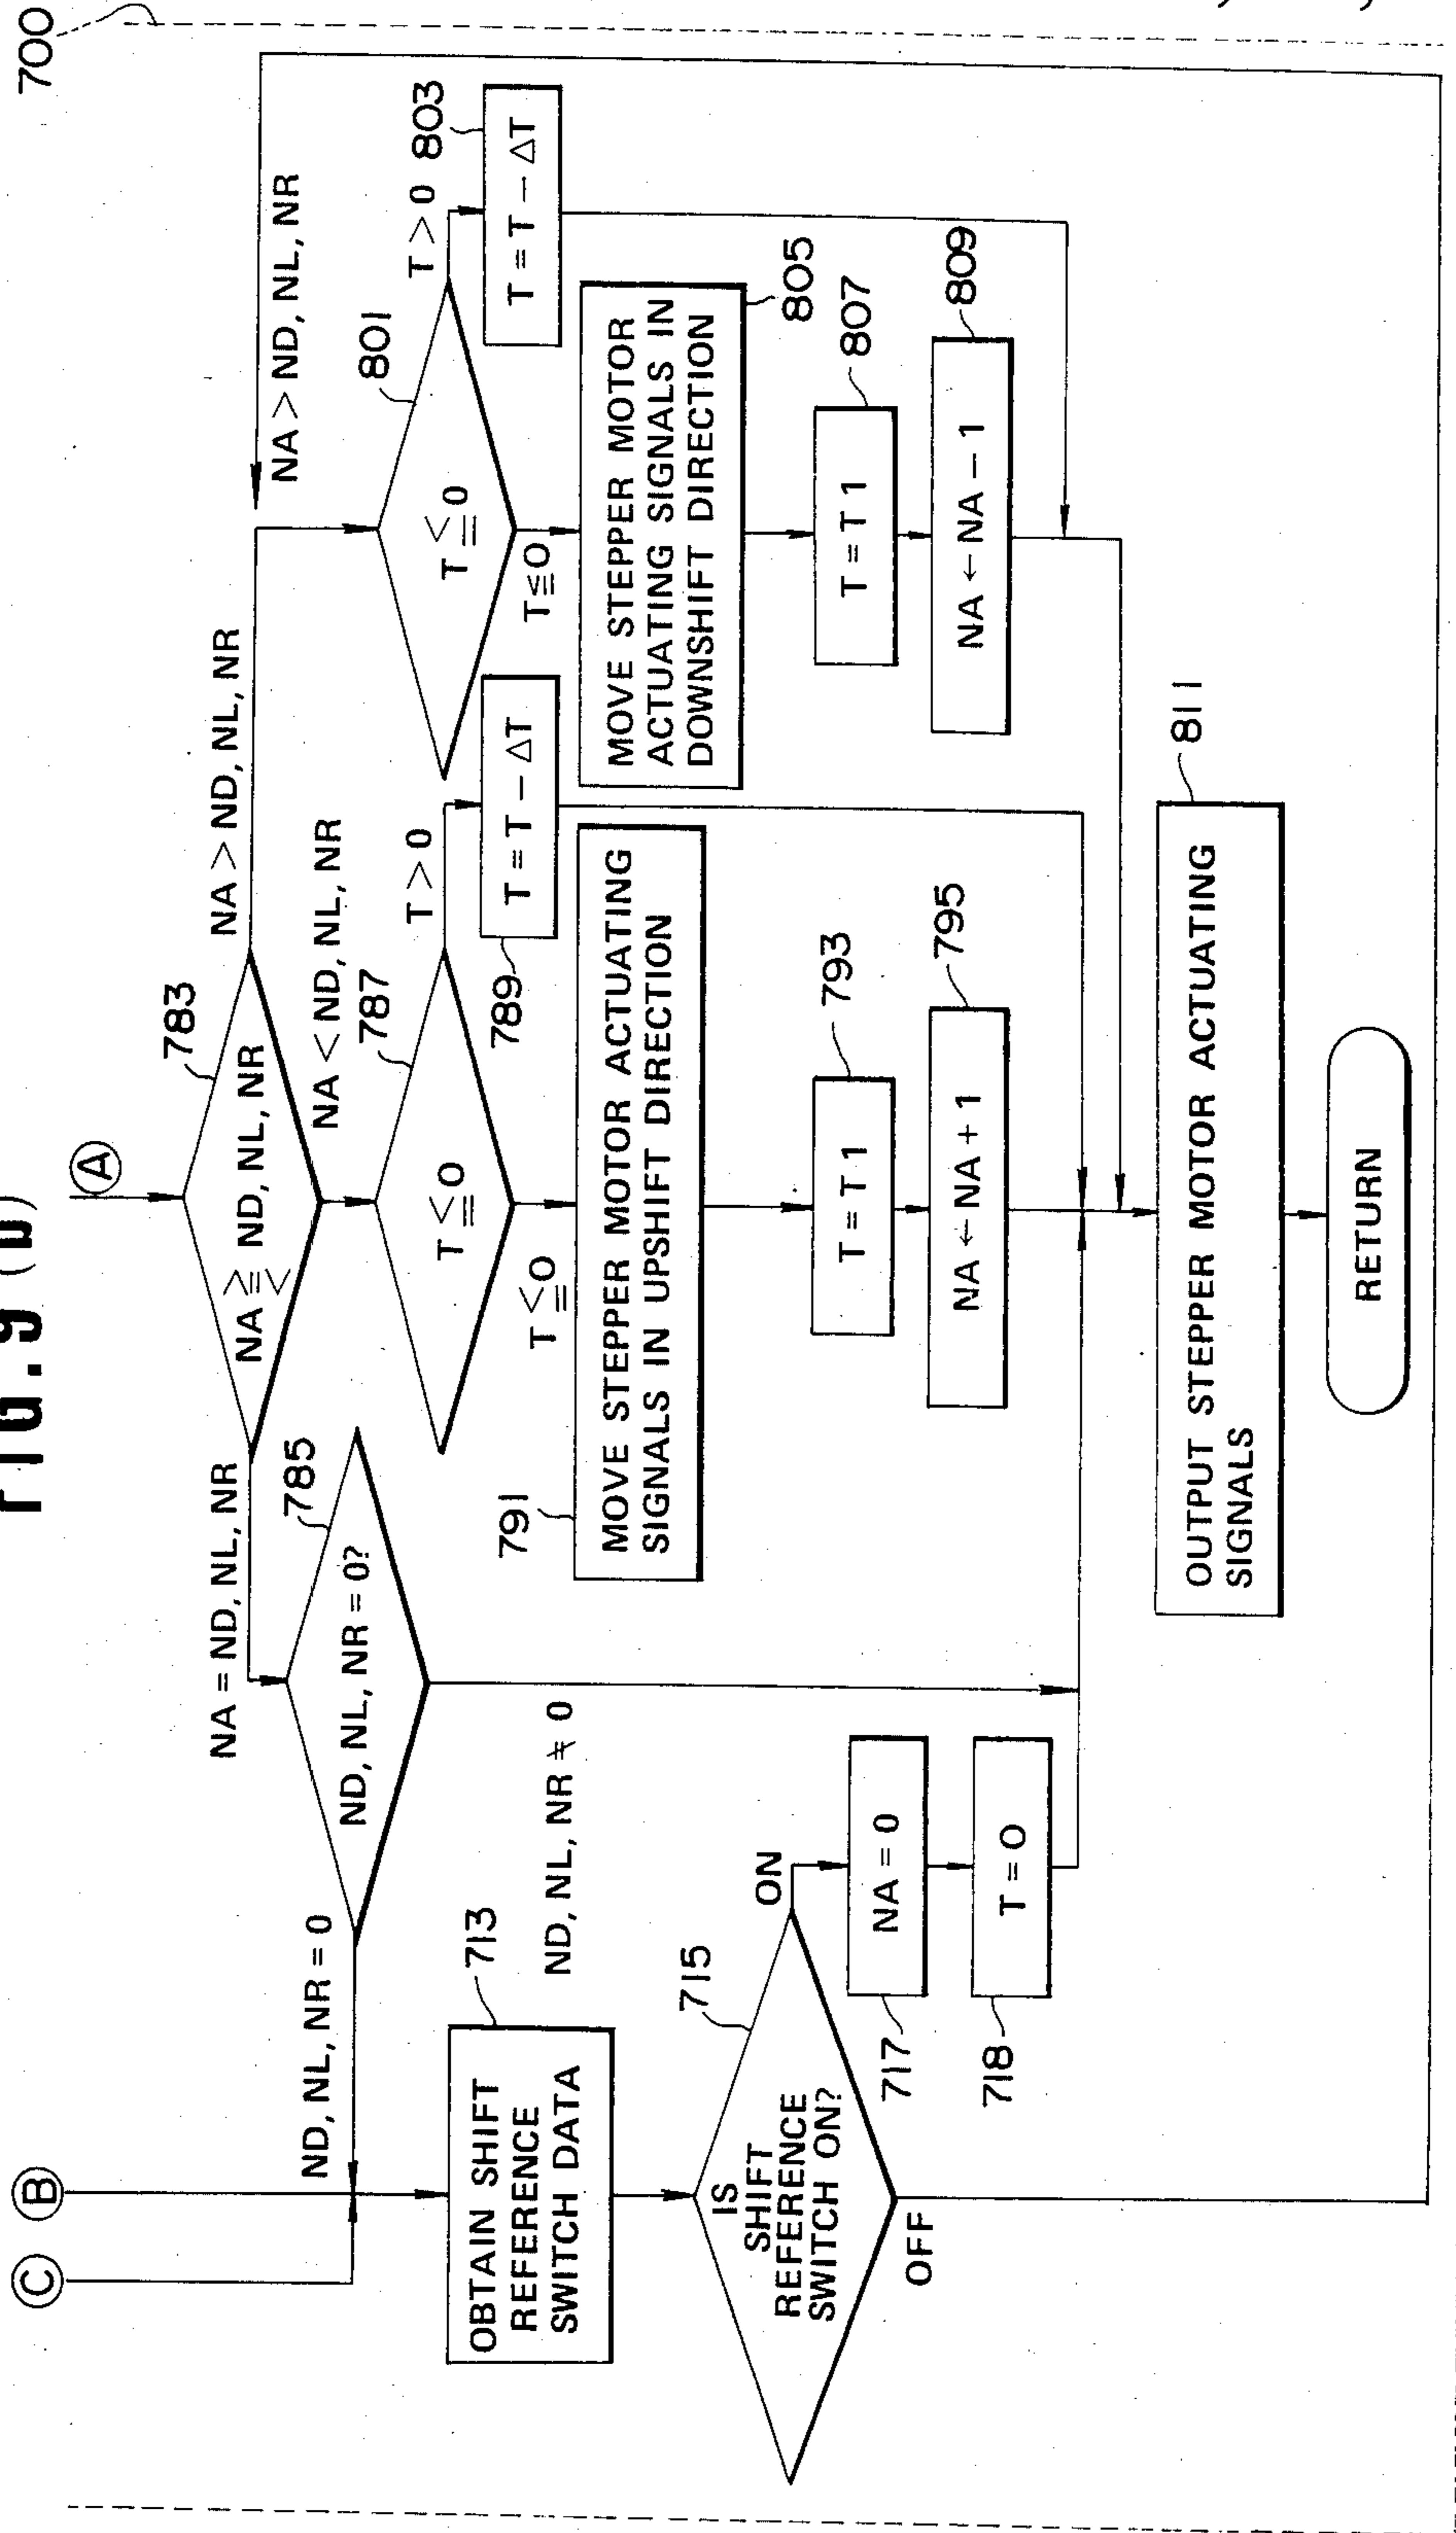 FIG. 9 (b)
700
A
B
C
783
NA ≧< ND, NL, NR
NA = ND, NL, NR
NA > ND, NL, NR
NA > ND, NL, NR
NA < ND, NL, NR
785
ND, NL, NR = 0?
ND, NL, NR = 0
ND, NL, NR ≠ 0
787
T ≦ 0
T > 0
789
T = T − ΔT
T ≦ 0
801
T ≦ 0
T > 0
803
T = T − ΔT
T ≦ 0
713
OBTAIN SHIFT
REFERENCE
SWITCH DATA
791
MOVE STEPPER MOTOR ACTUATING
SIGNALS IN UPSHIFT DIRECTION
MOVE STEPPER MOTOR
ACTUATING SIGNALS IN
DOWNSHIFT DIRECTION
805
715
IS
SHIFT
REFERENCE
SWITCH ON?
ON
OFF
717
NA = 0
718
T = 0
793
T = T 1
795
NA ← NA + 1
807
T = T 1
809
NA ← NA − 1
811
OUTPUT STEPPER MOTOR ACTUATING
SIGNALS
RETURN